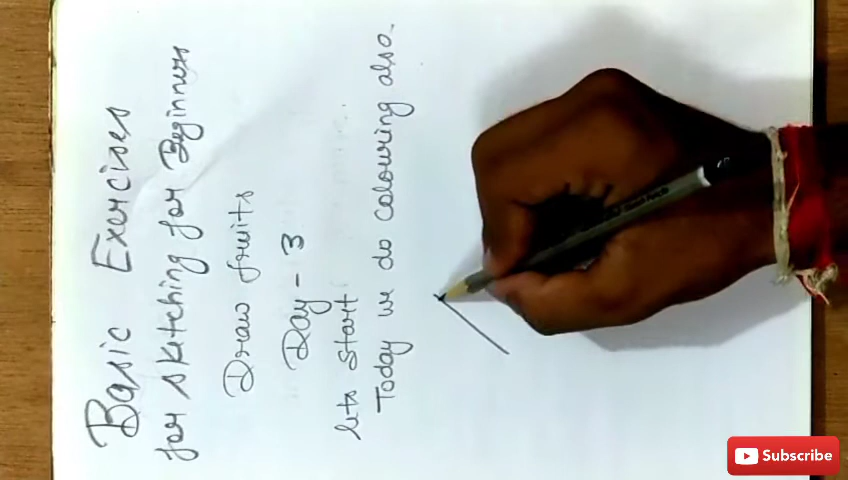 Basic Exercises
for sketching for Beginners
Draw fruits
Day - 3
lets start
Today we do colouring also.
Subscribe